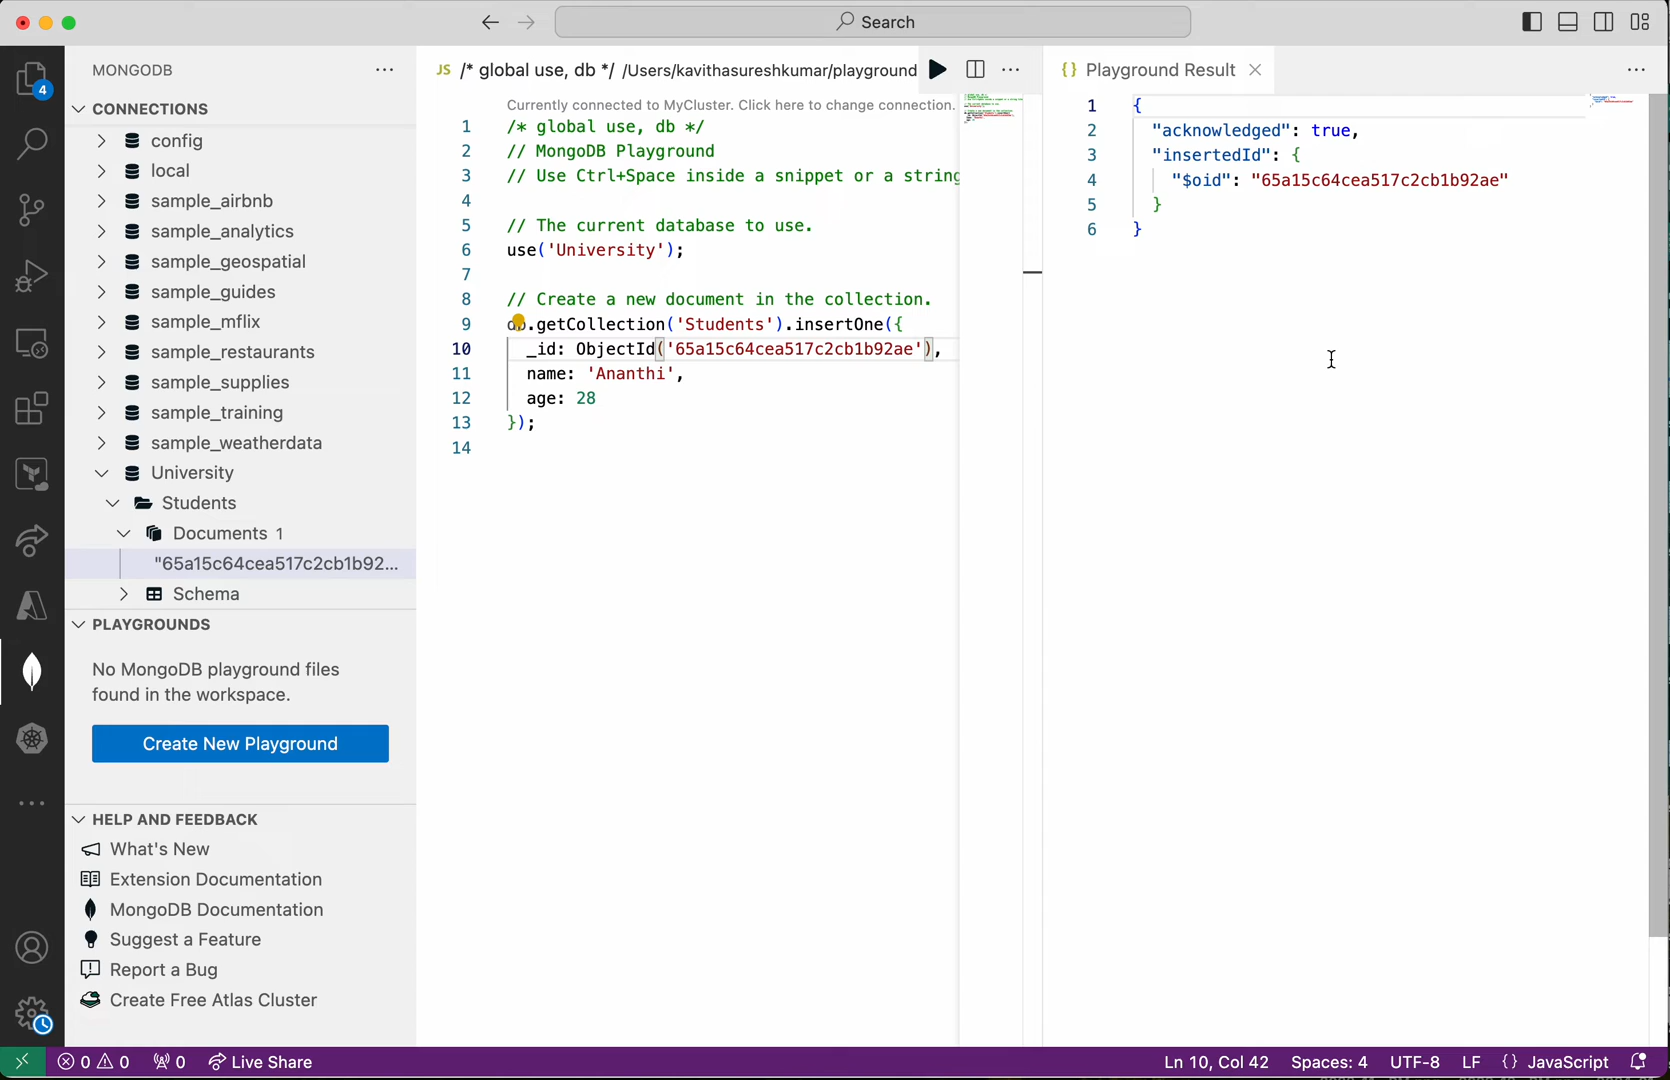 Search
4
MONGODB
CONNECTIONS
config
local
sample_airbnb
sample_analytics
sample_geospatial
sample_guides
sample_mflix
sample_restaurants
sample_supplies
sample_training
sample_weatherdata
University
Students
Documents 1
"65a15c64cea517c2cb1b92...
Schema
PLAYGROUNDS
No MongoDB playground files
found in the workspace.
Create New Playground
HELP AND FEEDBACK
What's New
Extension Documentation
MongoDB Documentation
Suggest a Feature
Report a Bug
Create Free Atlas Cluster
JS /* global use, db */ /Users/kavithasureshkumar/playground
Currently connected to MyCluster. Click here to change connection.
1 /* global use, db */
2 // MongoDB Playground
3 // Use Ctrl+Space inside a snippet or a string
4
5 // The current database to use.
6 use('University');
7
8 // Create a new document in the collection.
9 db.getCollection('Students').insertOne({
10 _id: ObjectId('65a15c64cea517c2cb1b92ae'),
11 name: 'Ananthi',
12 age: 28
13 });
14
{} Playground Result
1 {
2 "acknowledged": true,
3 "insertedId": {
4 "$oid": "65a15c64cea517c2cb1b92ae"
5 }
6 }
0 0 0 Live Share
Ln 10, Col 42 Spaces: 4 UTF-8 LF {} JavaScript